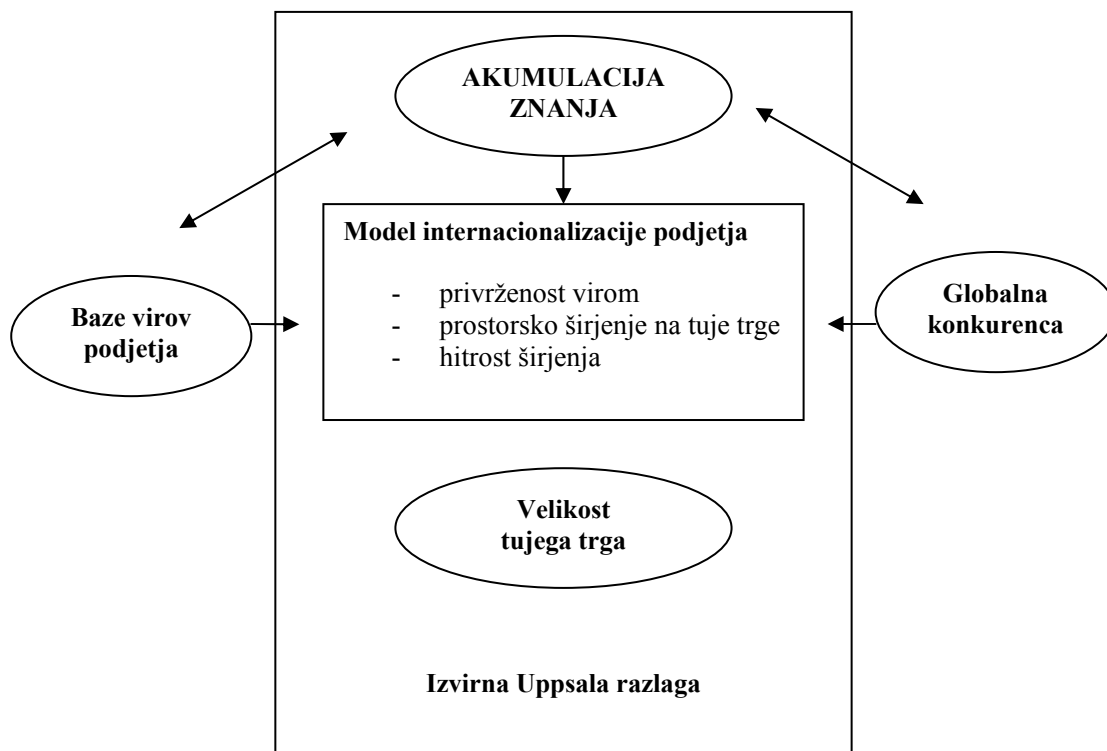 AKUMULACIJA
ZNANJA
Model internacionalizacije podjetja
- privrženost virom
- prostorsko širjenje na tuje trge
- hitrost širjenja
Baze virov
podjetja
Globalna
konkurenca
Velikost
tujega trga
Izvirna Uppsala razlaga